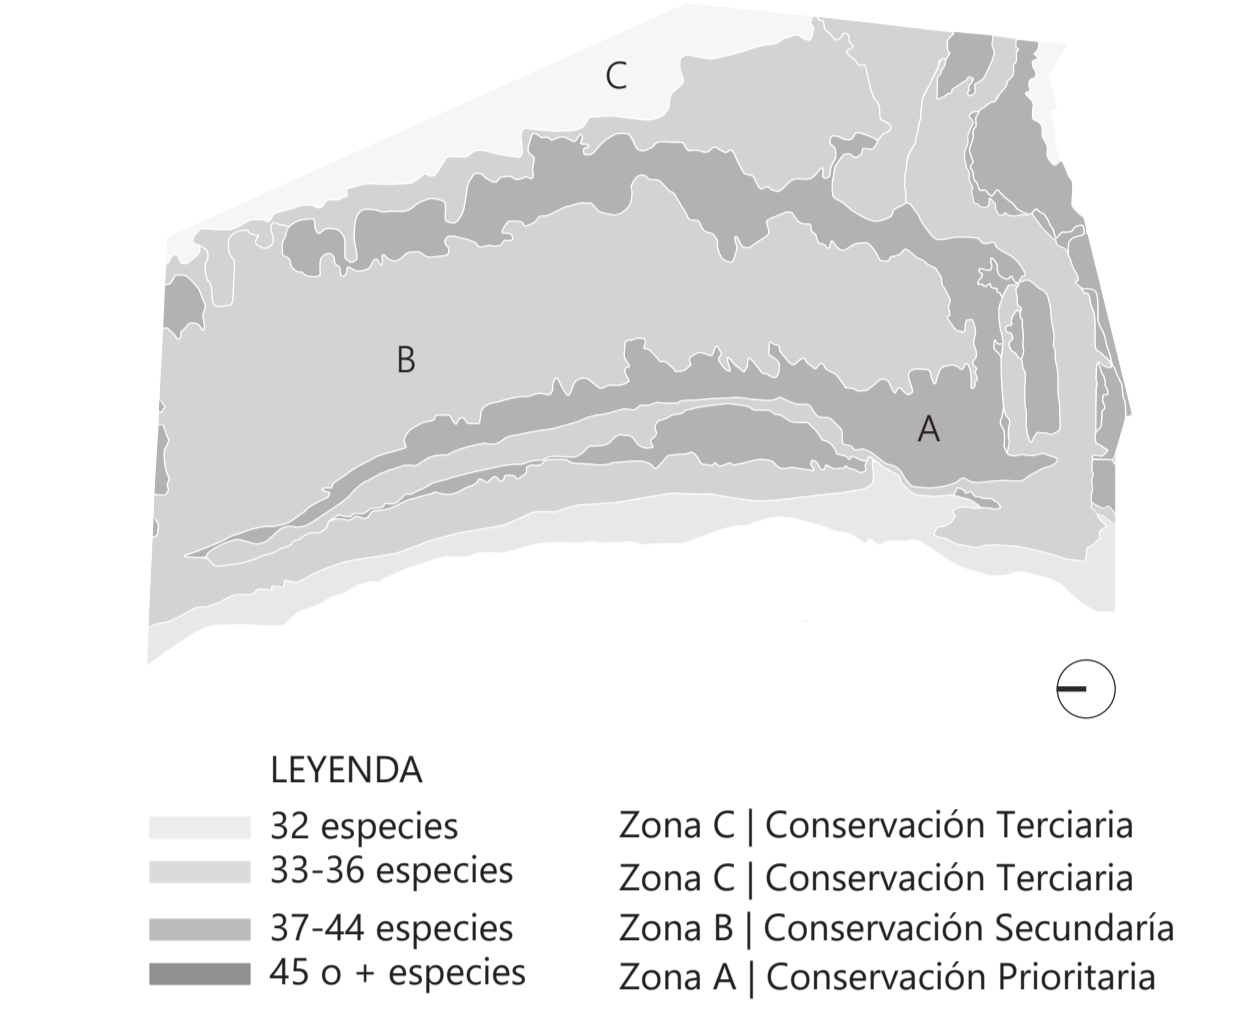 C
B
A
LEYENDA
32 especies Zona C | Conservación Terciaria
33-36 especies Zona C | Conservación Terciaria
37-44 especies Zona B | Conservación Secundaría
45 o + especies Zona A | Conservación Prioritaria